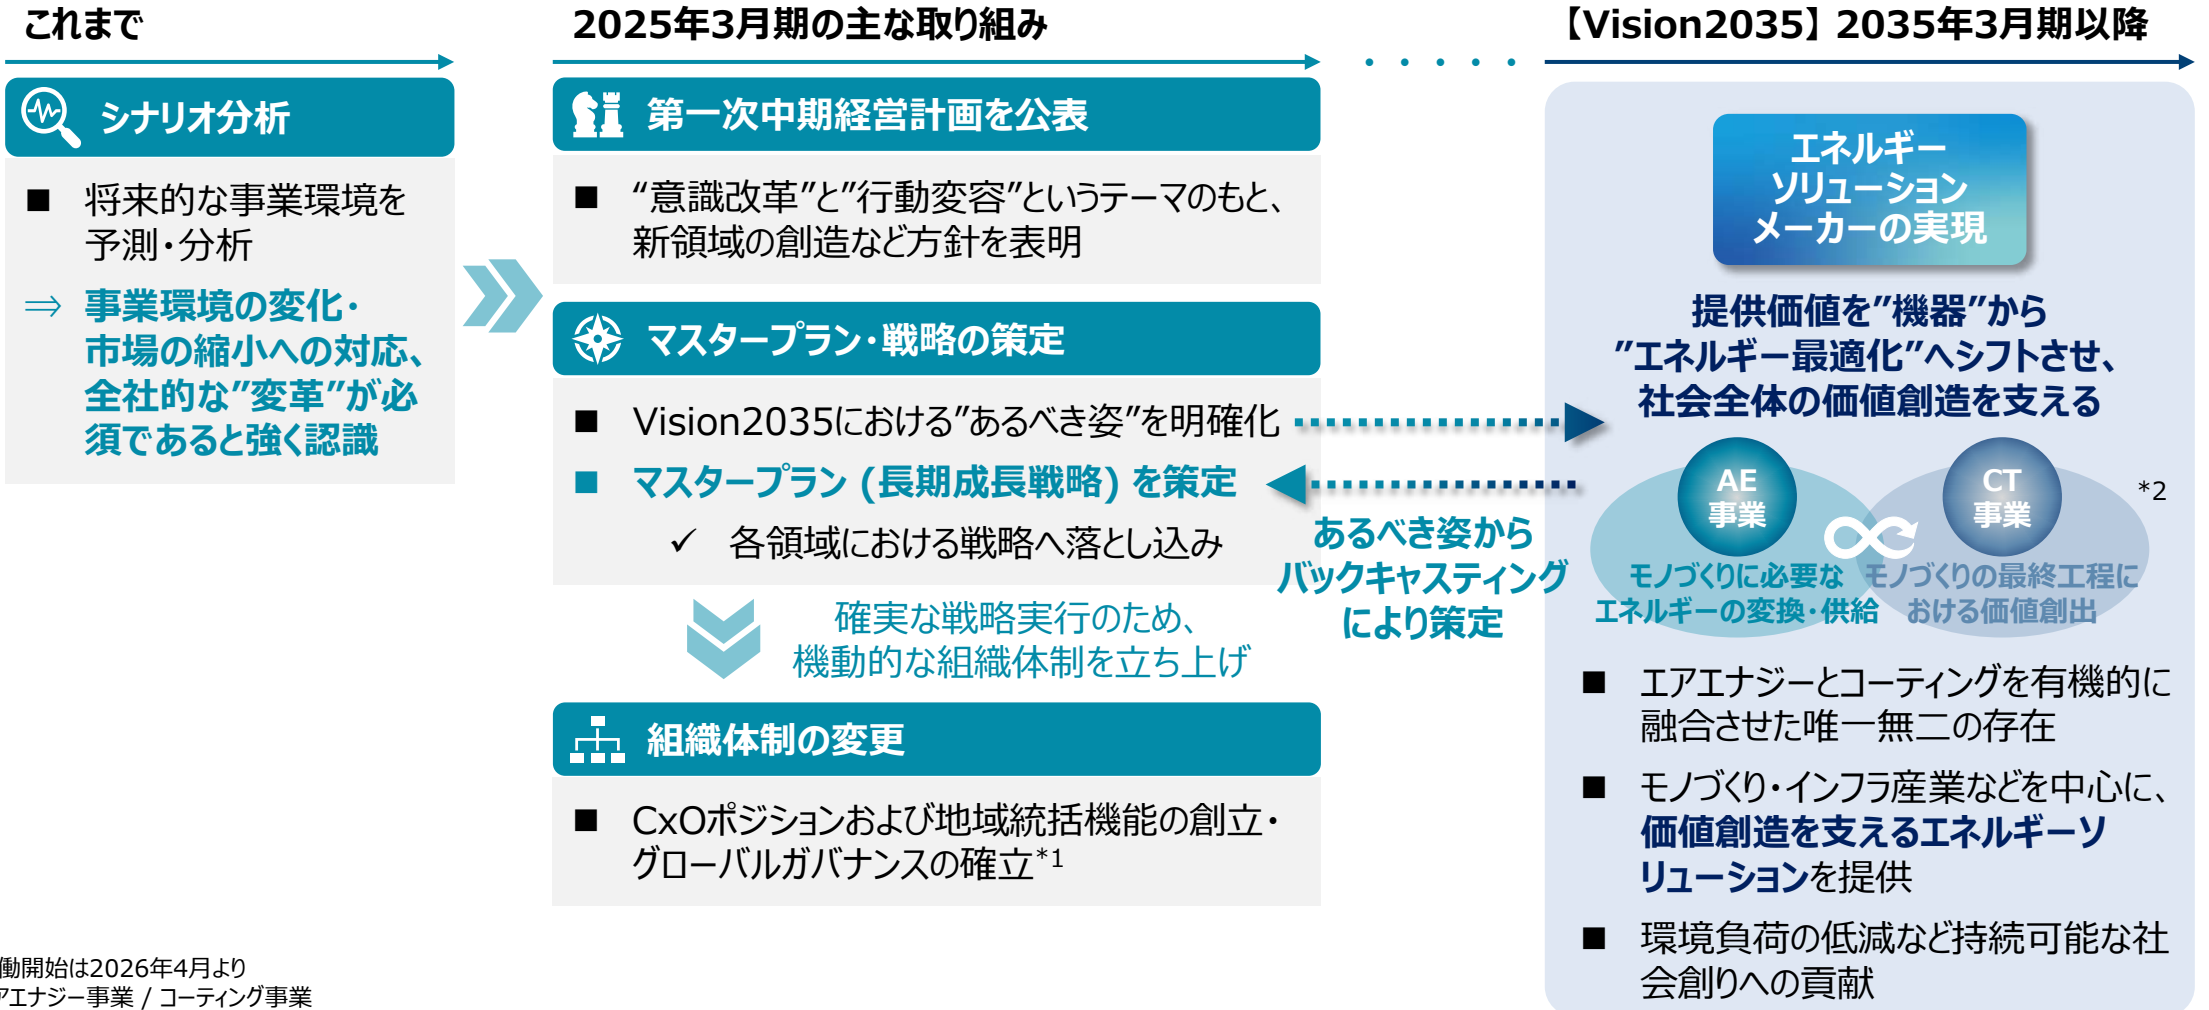 これまで
シナリオ分析
■ 将来的な事業環境を
予測・分析
⇒ 事業環境の変化・
市場の縮小への対応、
全社的な”変革”が必
須であると強く認識
2025年3月期の主な取り組み
第一次中期経営計画を公表
■ “意識改革”と”行動変容”というテーマのもと、
新領域の創造など方針を表明
マスタープラン・戦略の策定
■ Vision2035における”あるべき姿”を明確化
■ マスタープラン (長期成長戦略) を策定
✓ 各領域における戦略へ落とし込み
確実な戦略実行のため、
機動的な組織体制を立ち上げ
組織体制の変更
■ CxOポジションおよび地域統括機能の創立・
グローバルガバナンスの確立*1
あるべき姿から
バックキャスティング
により策定
【Vision2035】 2035年3月期以降
エネルギー
ソリューション
メーカーの実現
提供価値を”機器”から
”エネルギー最適化”へシフトさせ、
社会全体の価値創造を支える
AE
事業
モノづくりに必要な
エネルギーの変換・供給
CT
事業
*2
モノづくりの最終工程に
おける価値創出
■ エアエナジーとコーティングを有機的に
融合させた唯一無二の存在
■ モノづくり・インフラ産業などを中心に、
価値創造を支えるエネルギーソ
リューションを提供
■ 環境負荷の低減など持続可能な社
会創りへの貢献
働開始は2026年4月より
アエナジー事業 / コーティング事業